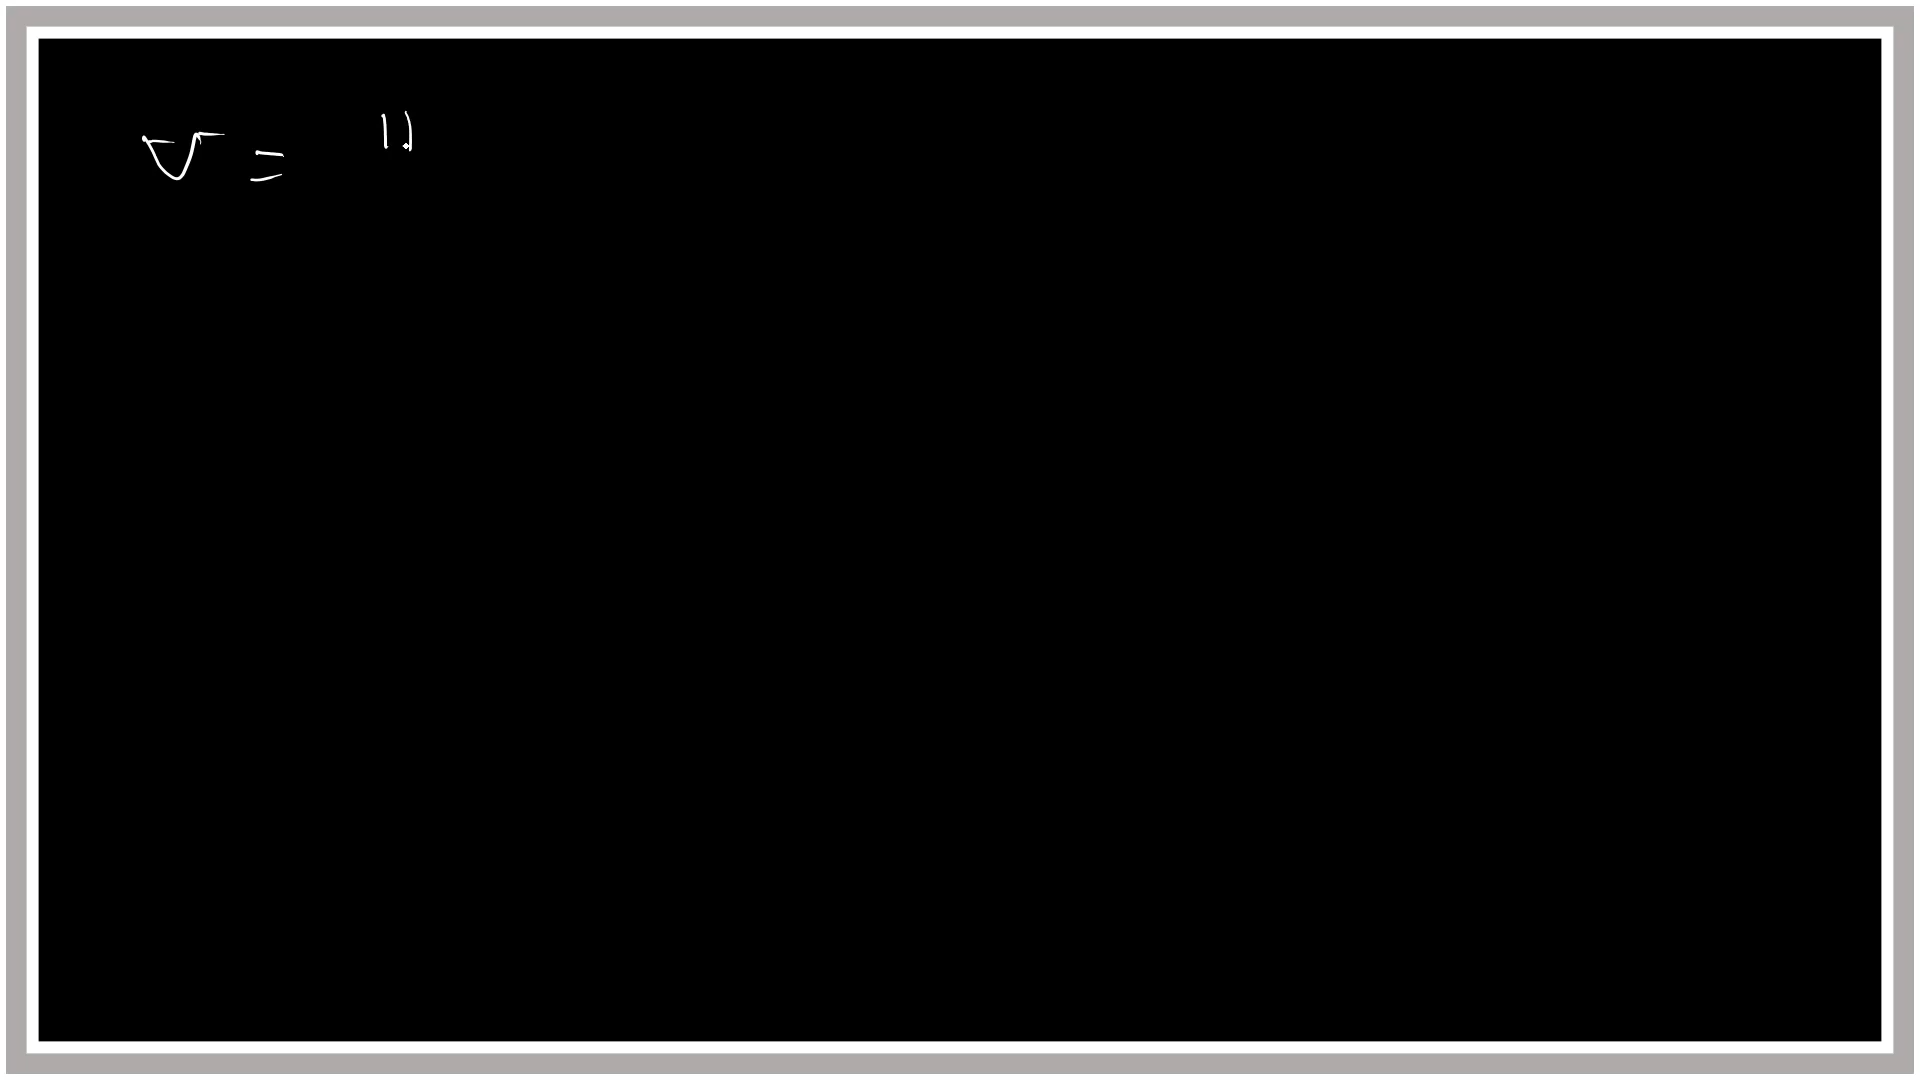 V = 11